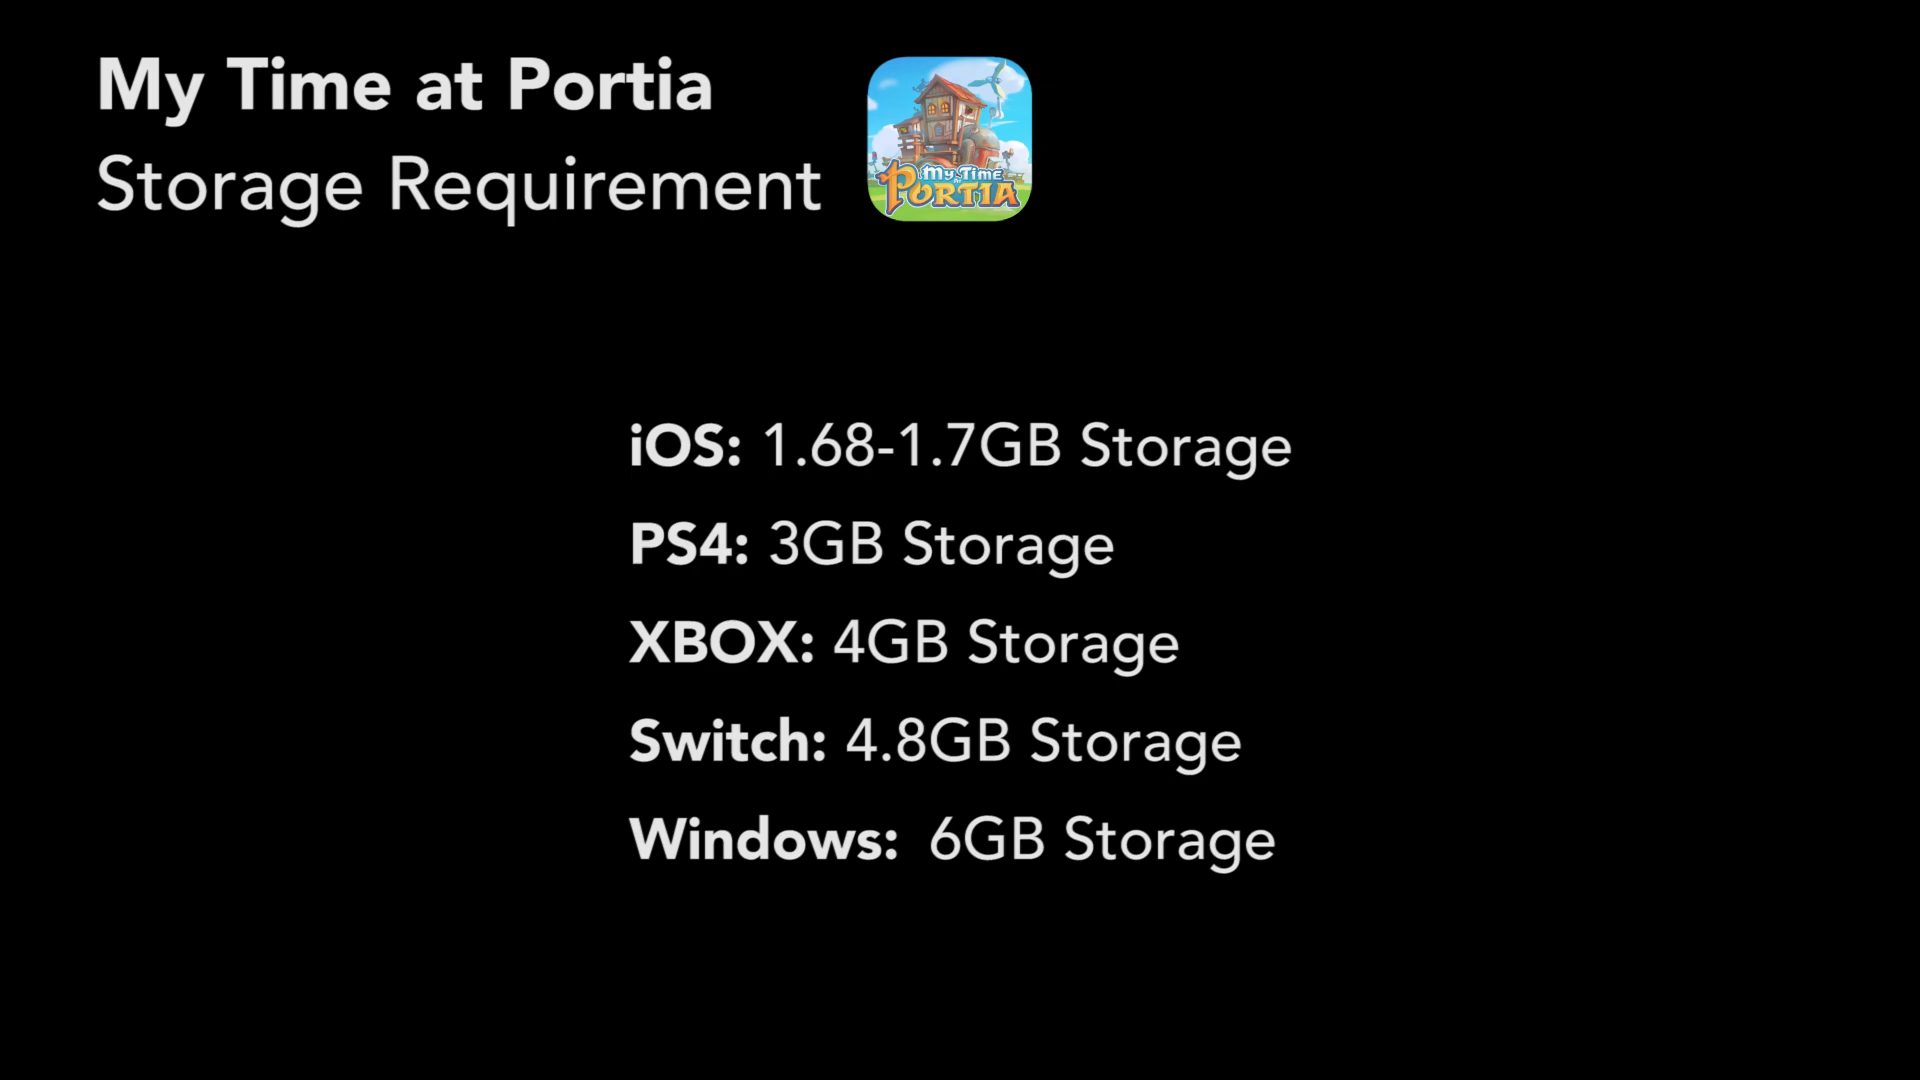 My Time at Portia
Storage Requirement
My Time
at
PORTIA
iOS: 1.68-1.7GB Storage
PS4: 3GB Storage
XBOX: 4GB Storage
Switch: 4.8GB Storage
Windows: 6GB Storage